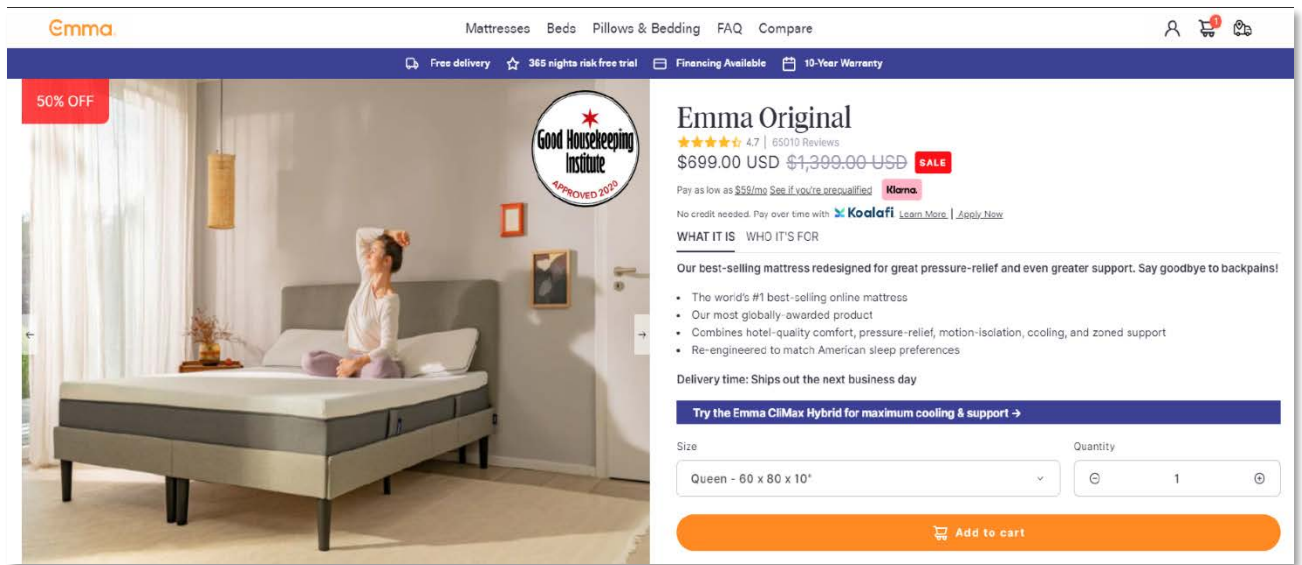 Emma
Mattresses Beds Pillows & Bedding FAQ Compare
1
Free delivery 365 nights risk free trial Financing Available 10-Year Warranty
50% OFF
Good Housekeeping
Institute
APPROVED 2020
Emma Original
4.7 | 65010 Reviews
$699.00 USD $1,399.00 USD SALE
Pay as low as $59/mo See if you're prequalified Klarna.
No credit needed. Pay over time with Koalafi Learn More | Apply Now
WHAT IT IS WHO IT'S FOR
Our best-selling mattress redesigned for great pressure-relief and even greater support. Say goodbye to backpains!
• The world's #1 best-selling online mattress
• Our most globally-awarded product
• Combines hotel-quality comfort, pressure-relief, motion-isolation, cooling, and zoned support
• Re-engineered to match American sleep preferences
Delivery time: Ships out the next business day
Try the Emma CliMax Hybrid for maximum cooling & support →
Size Quantity
Queen - 60 x 80 x 10" 1
Add to cart